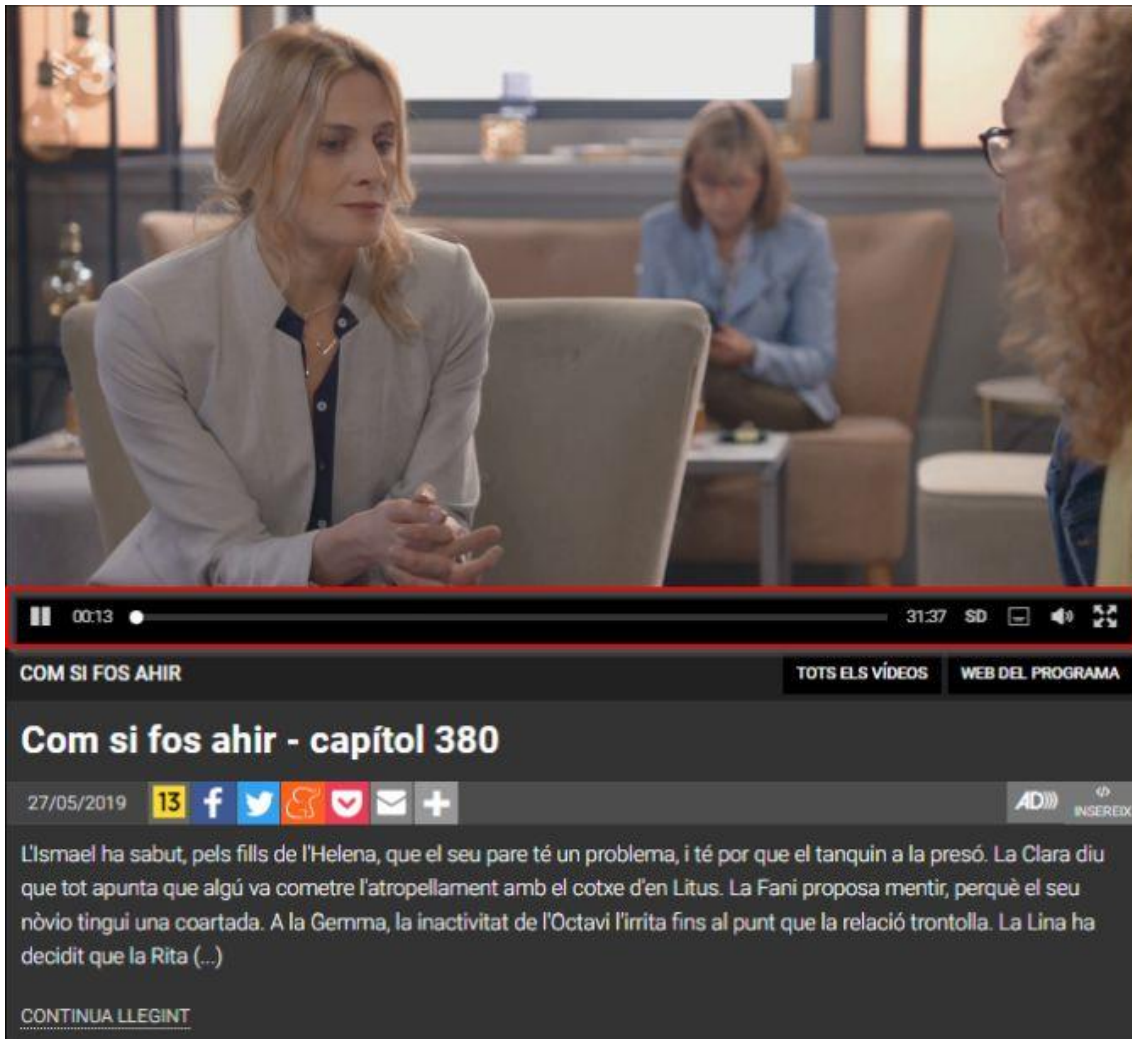 3
00:13
31:37 SD
COM SI FOS AHIR
TOTS ELS VÍDEOS
WEB DEL PROGRAMA
Com si fos ahir - capítol 380
27/05/2019
13
AD
</>
INSEREIX
L'Ismael ha sabut, pels fills de l'Helena, que el seu pare té un problema, i té por que el tanquin a la presó. La Clara diu
que tot apunta que algú va cometre l'atropellament amb el cotxe d'en Litus. La Fani proposa mentir, perquè el seu
nòvio tingui una coartada. A la Gemma, la inactivitat de l'Octavi l'irrita fins al punt que la relació trontolla. La Lina ha
decidit que la Rita (...)
CONTINUA LLEGINT